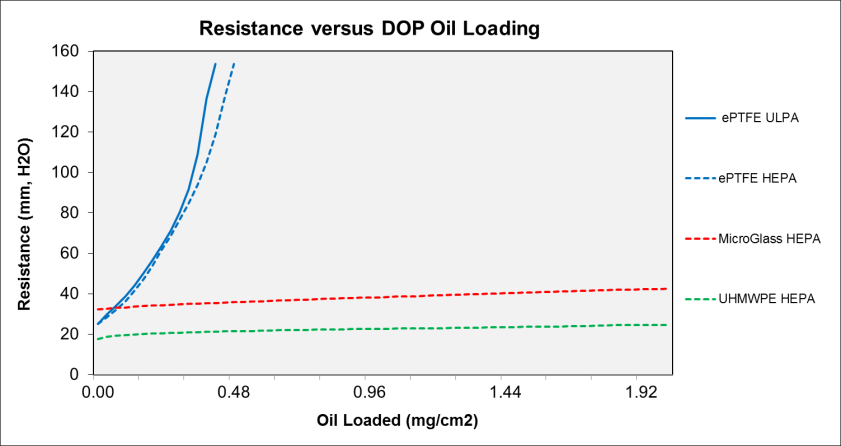 Resistance versus DOP Oil Loading
Resistance (mm, H2O)
160
140
120
100
80
60
40
20
0
0.00 0.48 0.96 1.44 1.92
Oil Loaded (mg/cm2)
ePTFE ULPA
ePTFE HEPA
MicroGlass HEPA
UHMWPE HEPA